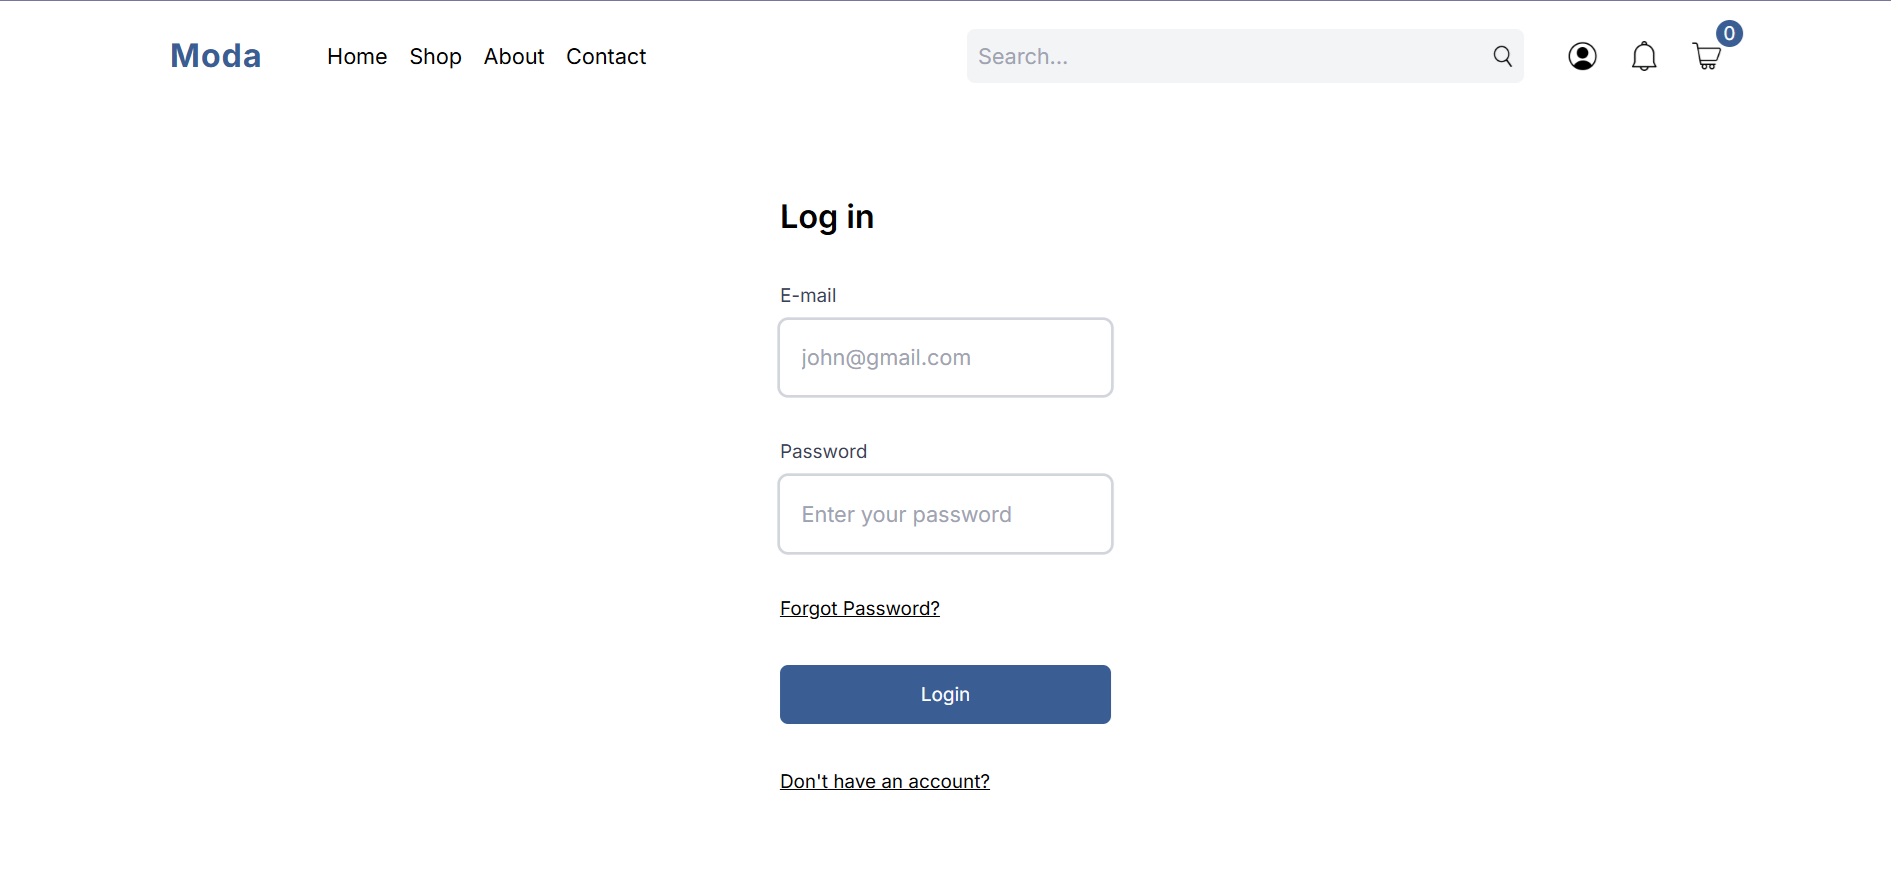 Moda Home Shop About Contact Search... 0
Log in
E-mail
john@gmail.com
Password
Enter your password
Forgot Password?
Login
Don't have an account?